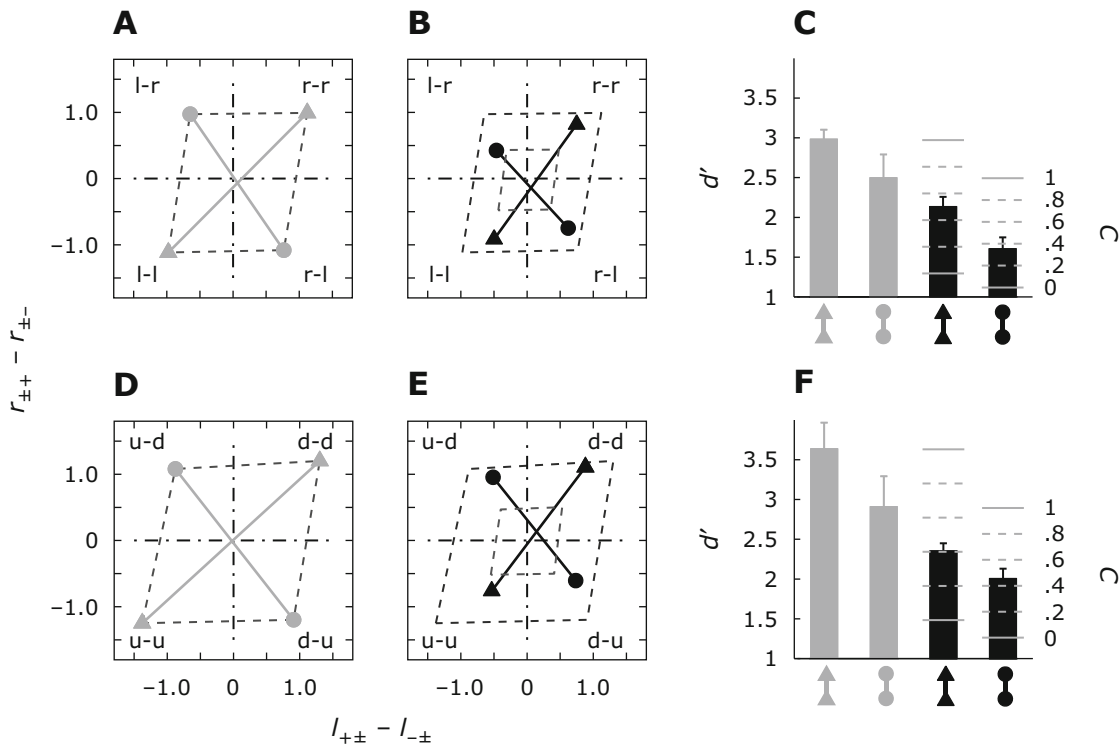 A
B
C
l-r
r-r
l-l
r-l
1.0
0
−1.0
l-r
r-r
l-l
r-l
d′
3.5
3
2.5
2
1.5
1
1
.8
.6
.4
.2
0
C
r±+ − r±−
D
E
F
u-d
d-d
u-u
d-u
1.0
0
−1.0
−1.0
0
1.0
u-d
d-d
u-u
d-u
−1.0
0
1.0
l+± − l−±
d′
3.5
3
2.5
2
1.5
1
1
.8
.6
.4
.2
0
C